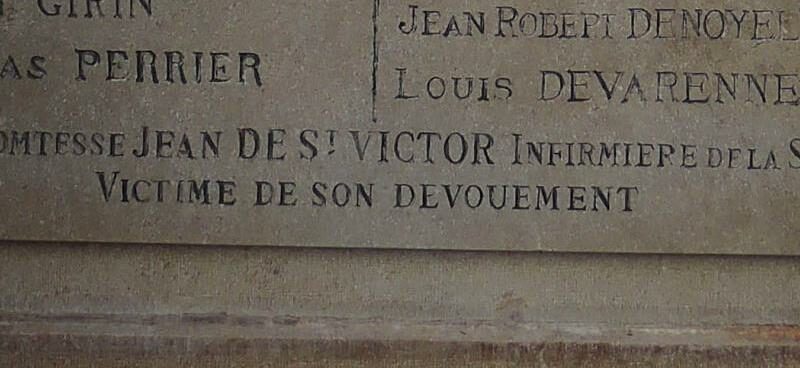 GIRIN
PERRIER
JEAN ROBERT DENOYEL
LOUIS DEVARENNE
OMTESSE JEAN DE ST VICTOR INFIRMIERE DE LA S
VICTIME DE SON DEVOUEMENT